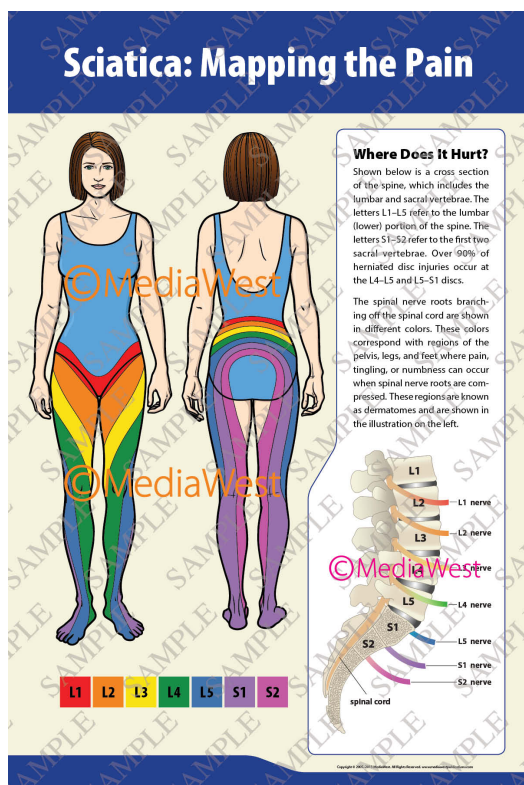 Sciatica: Mapping the Pain
Where Does It Hurt?
Shown below is a cross section
of the spine, which includes the
lumbar and sacral vertebrae. The
letters L1–L5 refer to the lumbar
(lower) portion of the spine. The
letters S1–S2 refer to the first two
sacral vertebrae. Over 90% of
herniated disc injuries occur at
the L4–L5 and L5–S1 discs.
The spinal nerve roots branch-
ing off the spinal cord are shown
in different colors. These colors
correspond with regions of the
pelvis, legs, and feet where pain,
tingling, or numbness can occur
when spinal nerve roots are com-
pressed. These regions are known
as dermatomes and are shown in
the illustration on the left.
©MediaWest
©MediaWest
L1
L2
L1 nerve
L2 nerve
L3
L4
©MediaWest
L3 nerve
L5
L4 nerve
S1
S2
L5 nerve
S1 nerve
S2 nerve
spinal cord
L1 L2 L3 L4 L5 S1 S2
SAMPLE